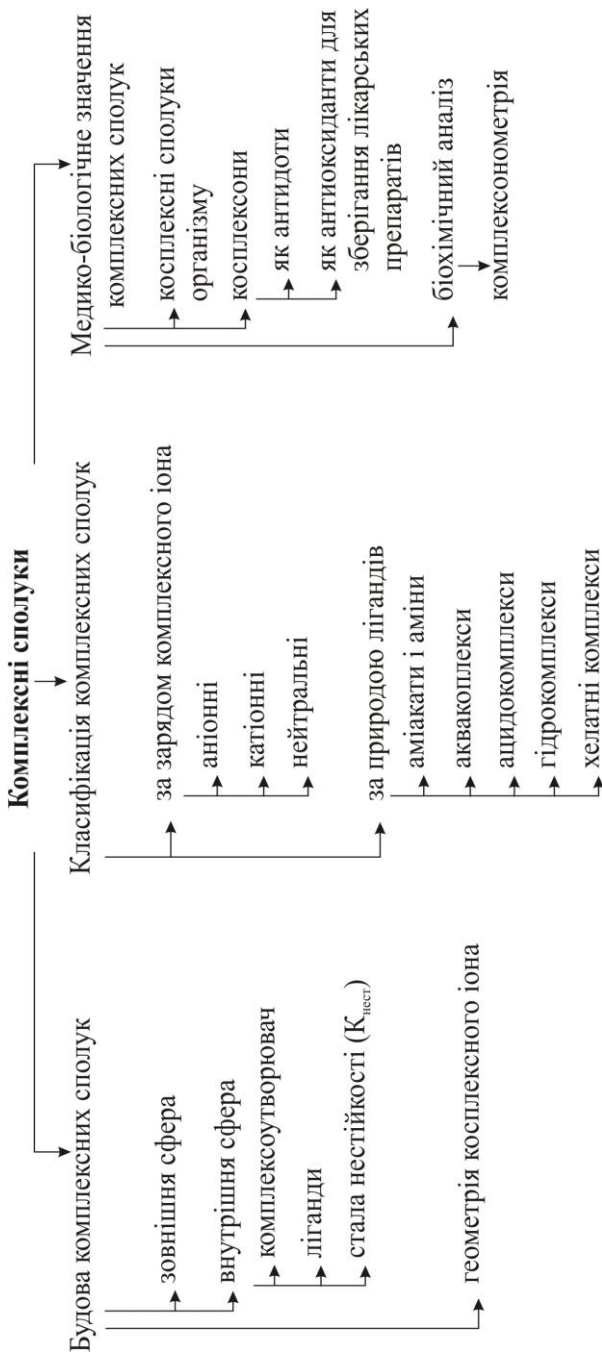 Комплексні сполуки
Будова комплексних сполук
зовнішня сфера
внутрішня сфера
комплексоутворювач
ліганди
стала нестійкості (Kнест)
геометрія косплексного іона
Класифікація комплексних сполук
за зарядом комплексного іона
аніонні
катіонні
нейтральні
за природою лігандів
аміакати і аміни
аквакоплекси
ацидокомплекси
гідрокомплекси
хелатні комплекси
Медико-біологічне значення
комплексних сполук
косплексні сполуки
організму
косплексони
як антидоти
як антиоксиданти для
зберігання лікарських
препаратів
біохімічний аналіз
комплексонометрія